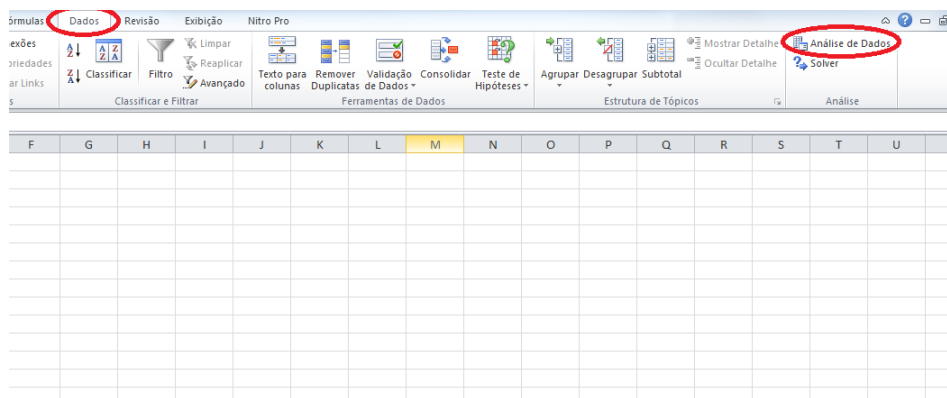 órmulas Dados Revisão Exibição Nitro Pro
exões
Limpar
Mostrar Detalhe
Análise de Dados
priedades
Reaplicar
Ocultar Detalhe
Solver
ar Links
Classificar
Filtro
Avançado
Texto para colunas
Remover Duplicatas
Validação de Dados
Consolidar
Teste de Hipóteses
Agrupar
Desagrupar
Subtotal
s
Classificar e Filtrar
Ferramentas de Dados
Estrutura de Tópicos
Análise
F G H I J K L M N O P Q R S T U